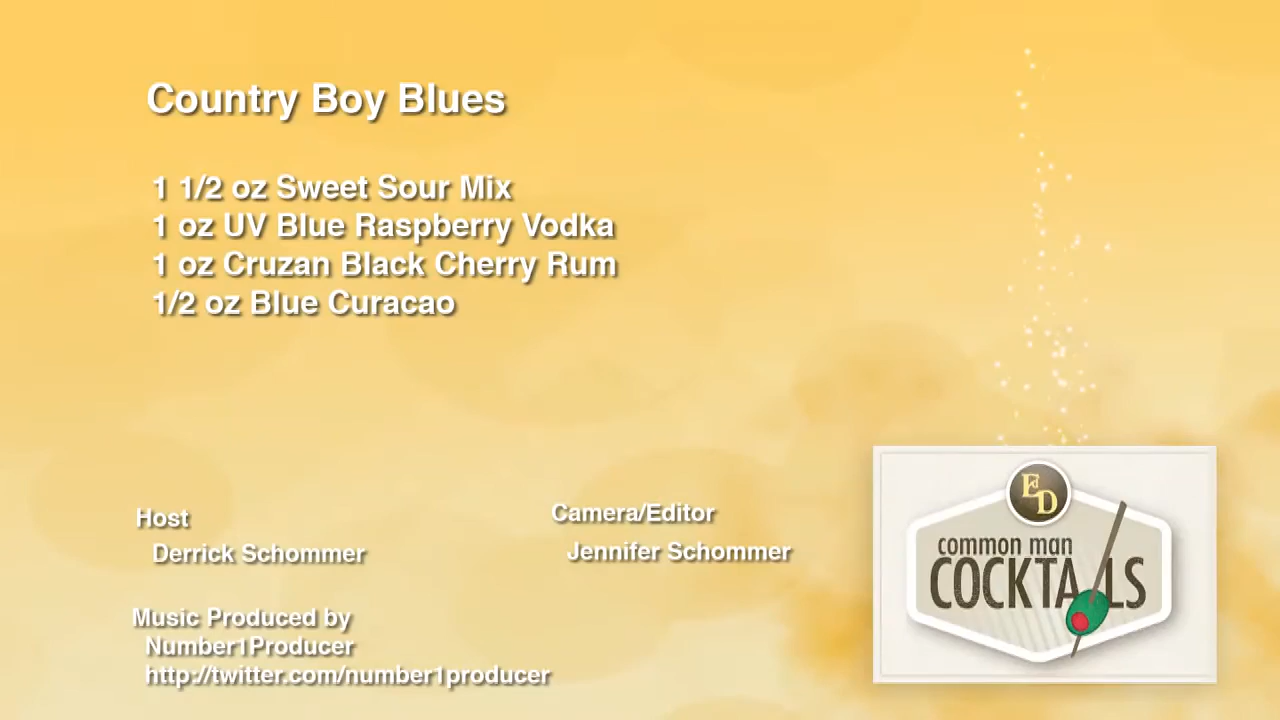 Country Boy Blues
1 1/2 oz Sweet Sour Mix
1 oz UV Blue Raspberry Vodka
1 oz Cruzan Black Cherry Rum
1/2 oz Blue Curacao
Host
Derrick Schommer
Camera/Editor
Jennifer Schommer
Music Produced by
Number1Producer
http://twitter.com/number1producer
ED
common man
COCKTAILS